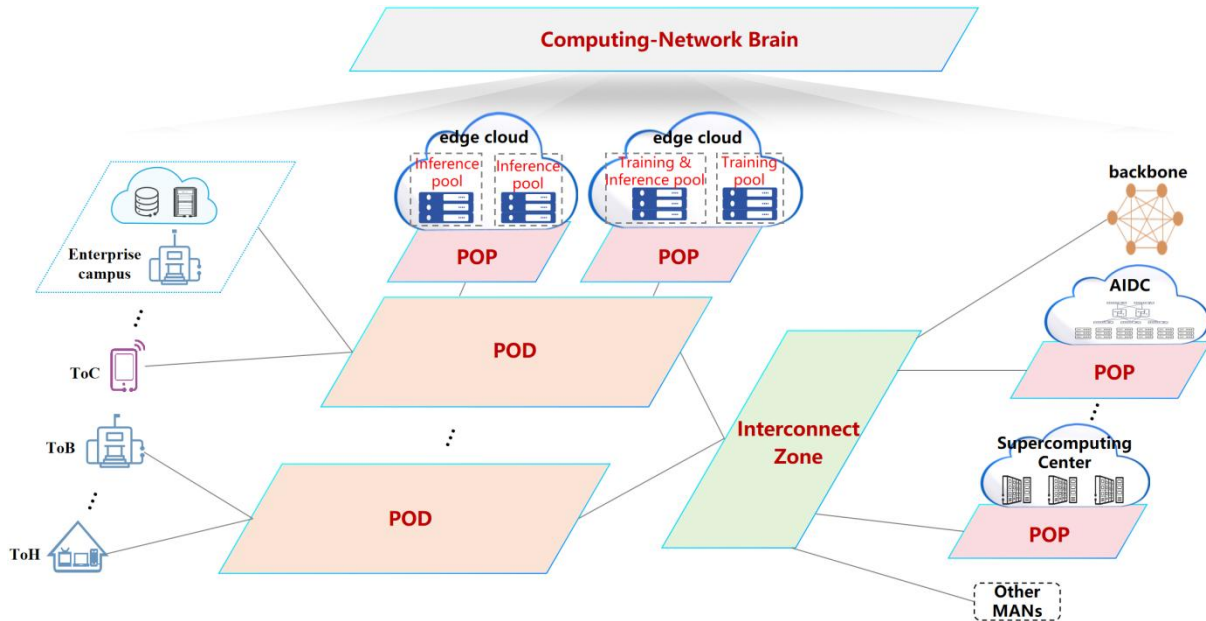 Computing-Network Brain
edge cloud
Inference
pool
Inference
pool
edge cloud
Training &
Inference pool
Training
pool
backbone
Enterprise
campus
POP
POP
AIDC
POD
POP
ToC
ToB
Interconnect
Zone
Supercomputing
Center
POD
POP
ToH
Other
MANs